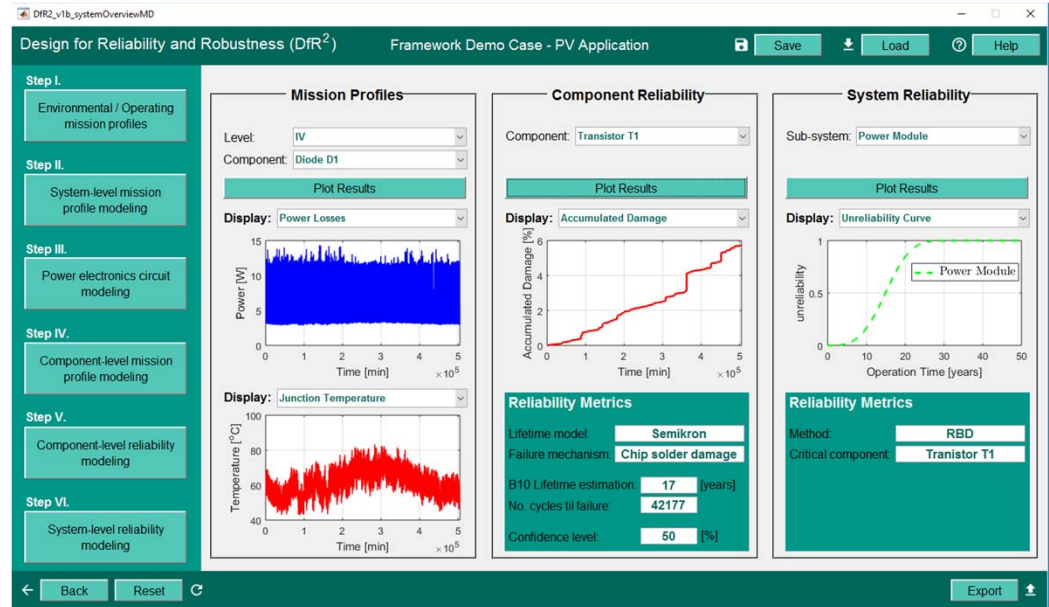 DfR2_v1b_systemOverviewMD
Design for Reliability and Robustness (DfR²)
Framework Demo Case - PV Application
Save
Load
Help
Step I.
Environmental / Operating
mission profiles
Step II.
System-level mission
profile modeling
Step III.
Power electronics circuit
modeling
Step IV.
Component-level mission
profile modeling
Step V.
Component-level reliability
modeling
Step VI.
System-level reliability
modeling
Mission Profiles
Level: IV
Component: Diode D1
Plot Results
Display: Power Losses
Power [W]
15
10
5
0
0 1 2 3 4 5
Time [min] × 10⁵
Display: Junction Temperature
Temperature [°C]
100
80
60
40
0 1 2 3 4 5
Time [min] × 10⁵
Component Reliability
Component: Transistor T1
Plot Results
Display: Accumulated Damage
Accumulated Damage [%]
6
4
2
0
0 1 2 3 4 5
Time [min] × 10⁵
Reliability Metrics
Lifetime model: Semikron
Failure mechanism: Chip solder damage
B10 Lifetime estimation: 17 [years]
No. cycles til failure: 42177
Confidence level: 50 [%]
System Reliability
Sub-system: Power Module
Plot Results
Display: Unreliability Curve
unreliability
1
0.5
0
Power Module
0 10 20 30 40 50
Operation Time [years]
Reliability Metrics
Method: RBD
Critical component: Tranistor T1
Back
Reset
Export